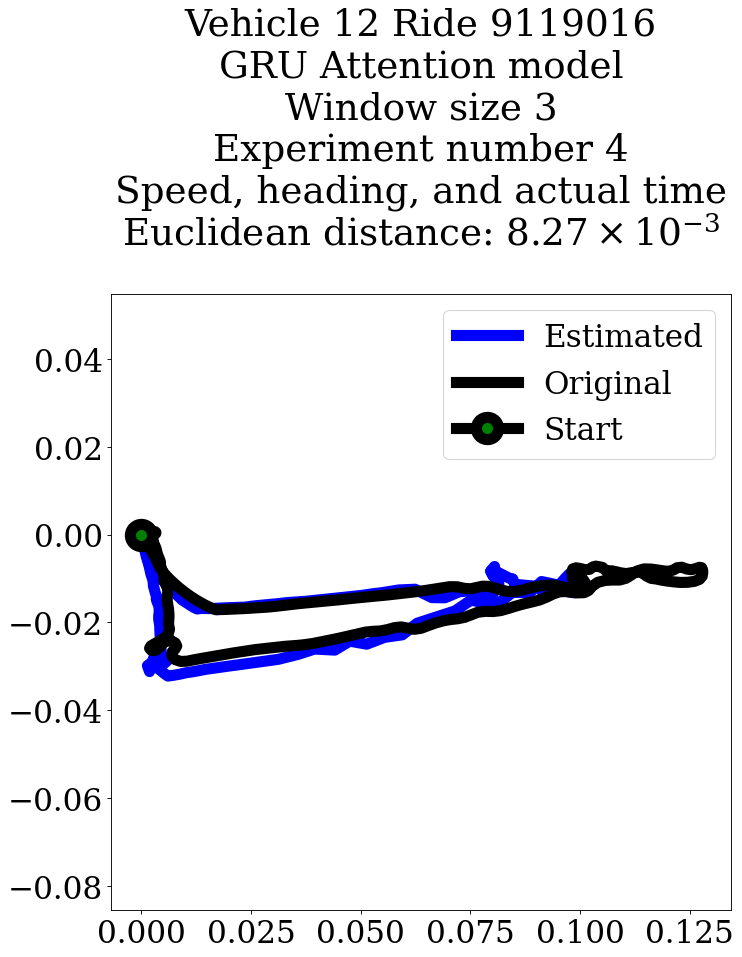 Vehicle 12 Ride 9119016
GRU Attention model
Window size 3
Experiment number 4
Speed, heading, and actual time
Euclidean distance: 8.27 × 10⁻³
Estimated
Original
Start
0.04
0.02
0.00
−0.02
−0.04
−0.06
−0.08
0.000 0.025 0.050 0.075 0.100 0.125